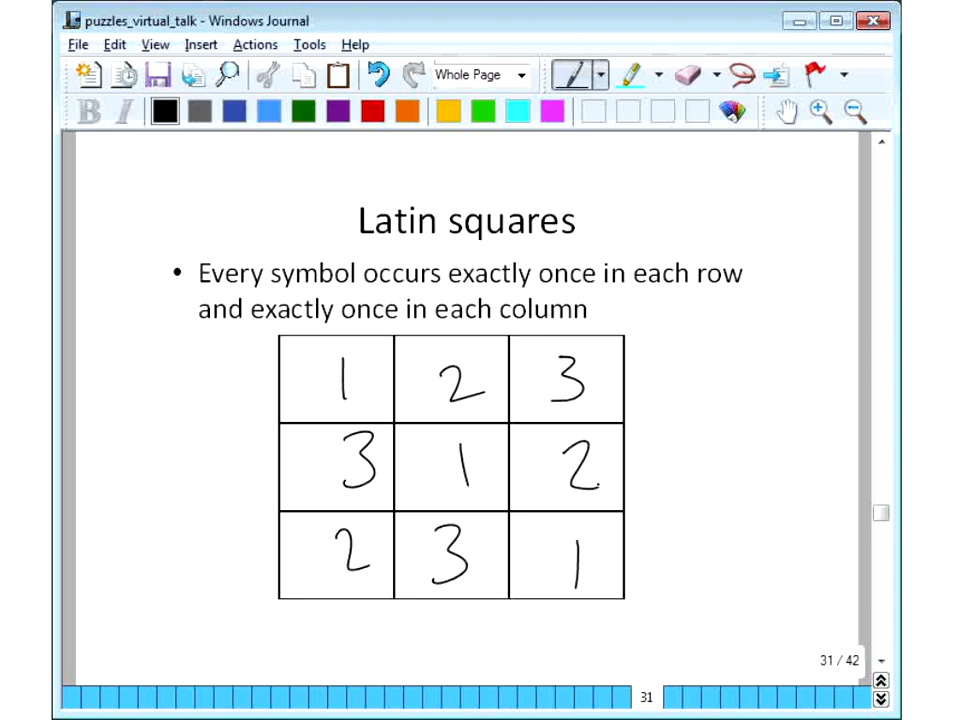 puzzles_virtual_talk - Windows Journal
File Edit View Insert Actions Tools Help
Whole Page
B I
Latin squares
• Every symbol occurs exactly once in each row
and exactly once in each column
1 2 3
3 1 2
2 3 1
31 / 42
31